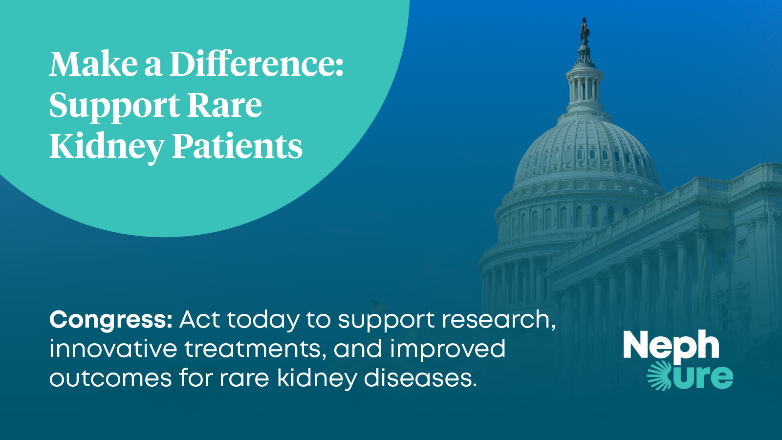 Make a Difference:
Support Rare
Kidney Patients
Congress: Act today to support research,
innovative treatments, and improved
outcomes for rare kidney diseases.
Neph
Cure